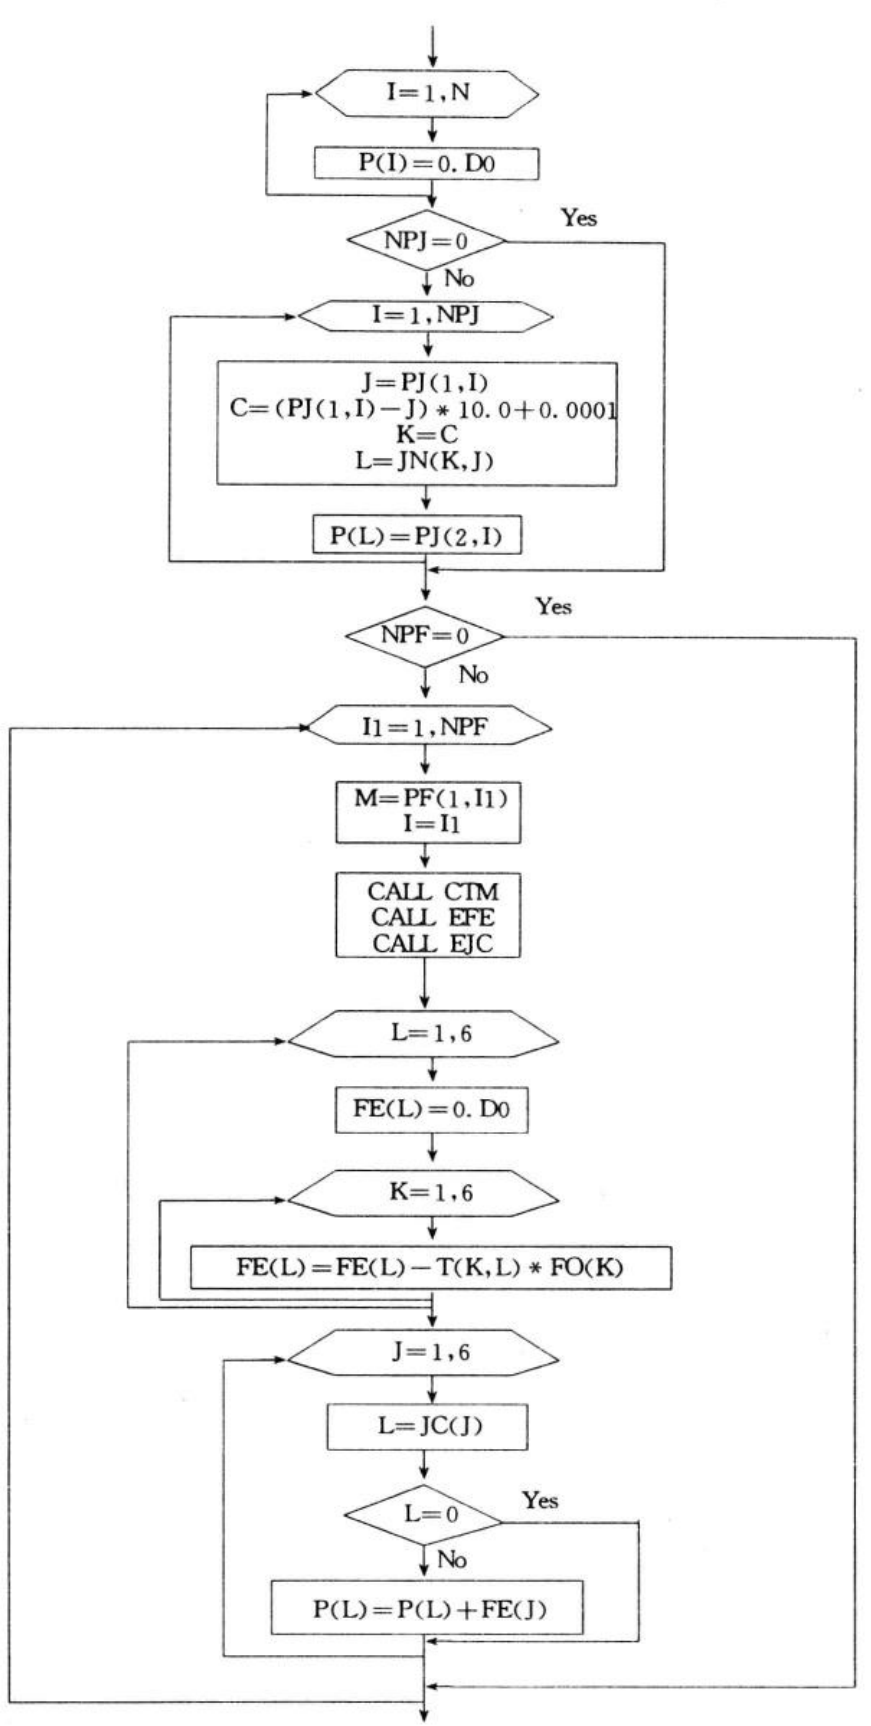 I=1,N
P(I)=0.D0
Yes
NPJ=0
No
I=1,NPJ
J=PJ(1,I)
C=(PJ(1,I)-J)*10.0+0.0001
K=C
L=JN(K,J)
P(L)=PJ(2,I)
Yes
NPF=0
No
I1=1,NPF
M=PF(1,I1)
I=I1
CALL CTM
CALL EFE
CALL EJC
L=1,6
FE(L)=0.D0
K=1,6
FE(L)=FE(L)-T(K,L)*FO(K)
J=1,6
L=JC(J)
Yes
L=0
No
P(L)=P(L)+FE(J)